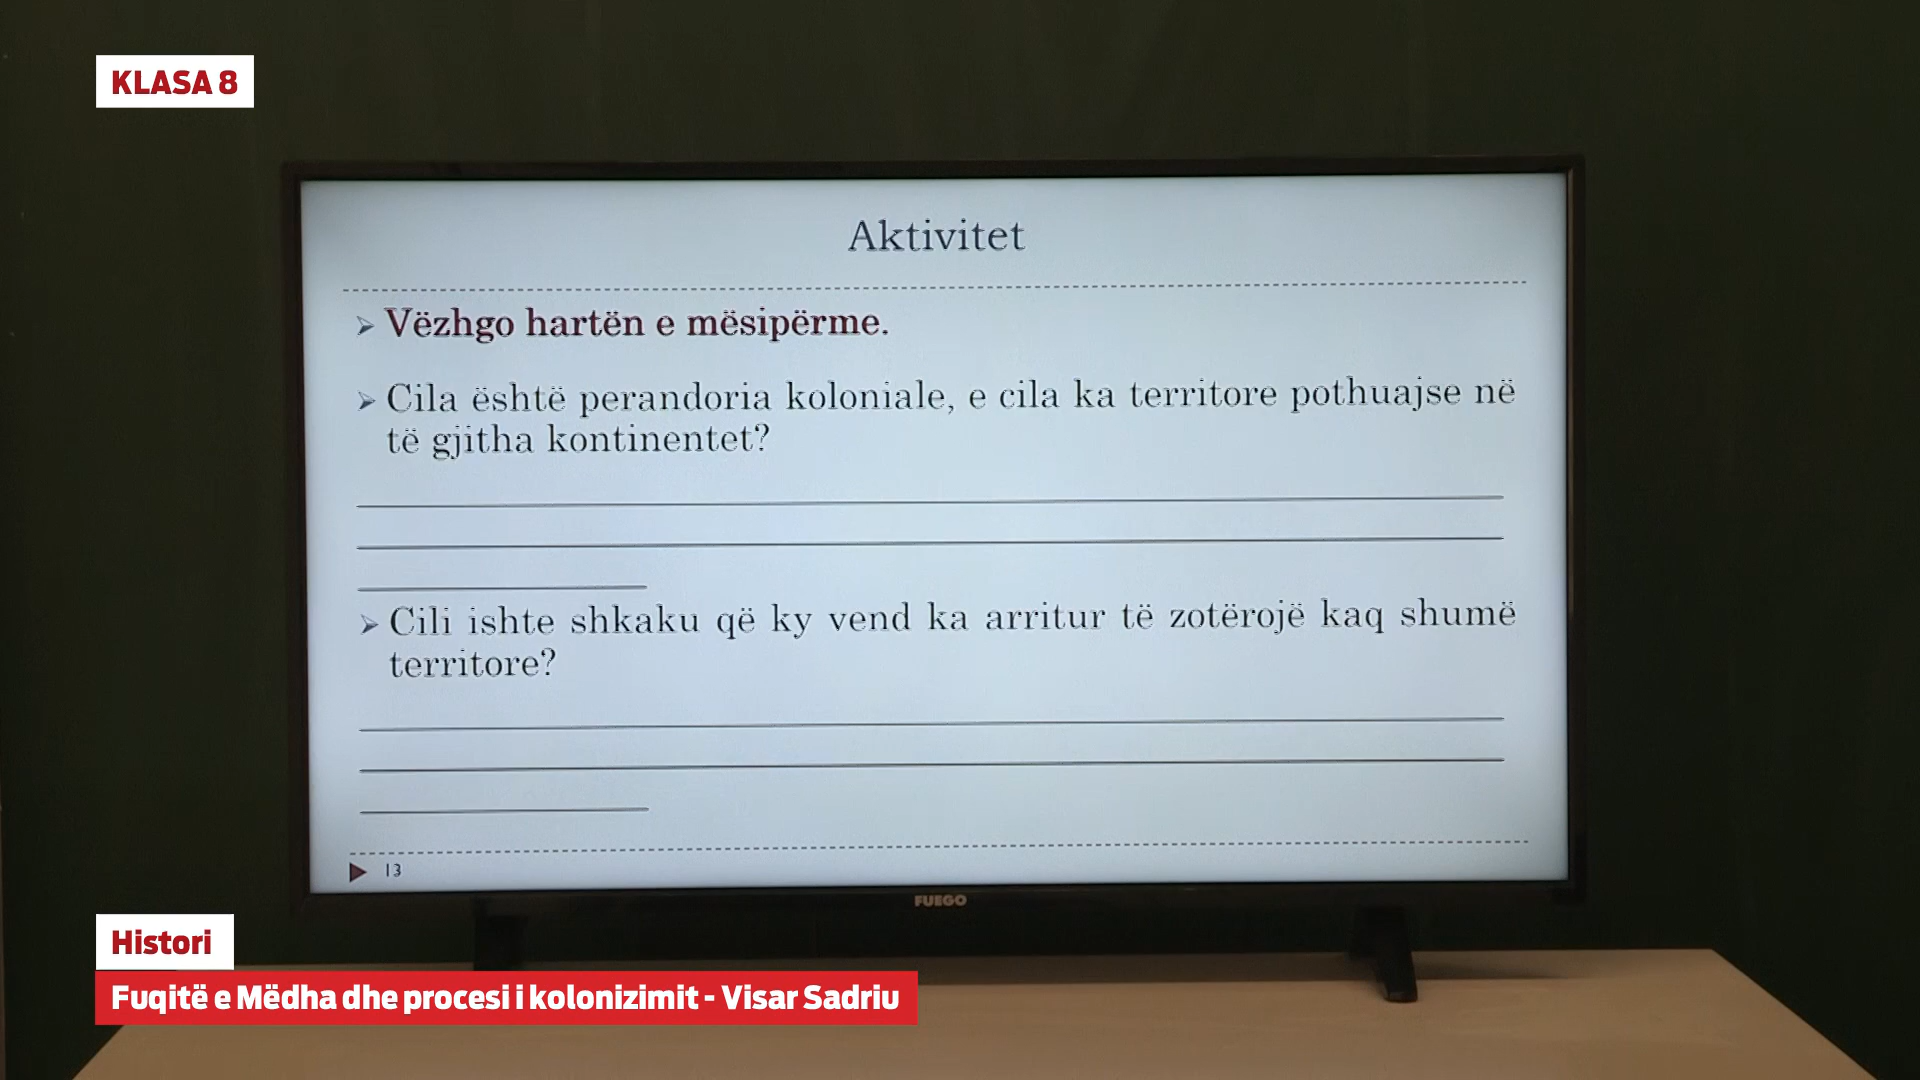 KLASA 8
Aktivitet
Vëzhgo hartën e mësipërme.
Cila është perandoria koloniale, e cila ka territore pothuajse në
të gjitha kontinentet?
Cili ishte shkaku që ky vend ka arritur të zotërojë kaq shumë
territore?
13
FUEGO
Histori
Fuqitë e Mëdha dhe procesi i kolonizimit - Visar Sadriu